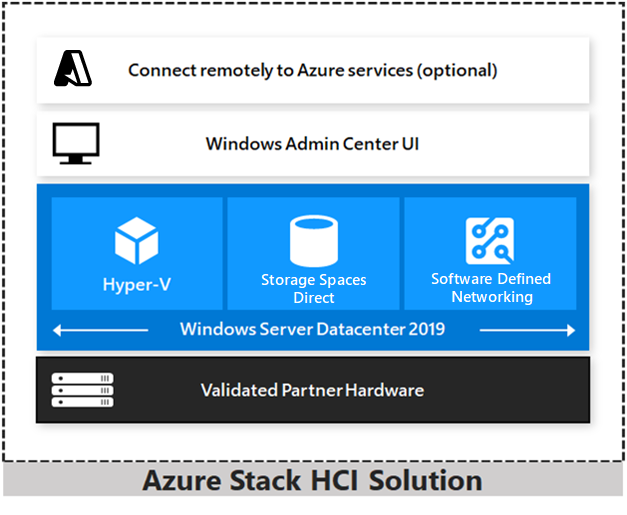 Connect remotely to Azure services (optional)
Windows Admin Center UI
Hyper-V
Storage Spaces
Direct
Software Defined
Networking
Windows Server Datacenter 2019
Validated Partner Hardware
Azure Stack HCI Solution